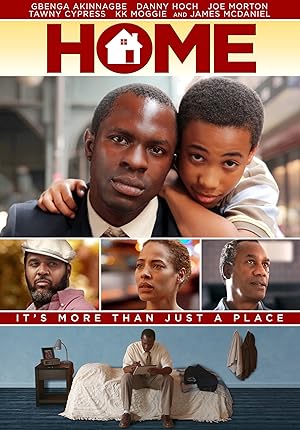 GBENGA AKINNAGBE DANNY HOCH JOE MORTON
TAWNY CYPRESS KK MOGGIE AND JAMES MCDANIEL
HOME
IT'S MORE THAN JUST A PLACE